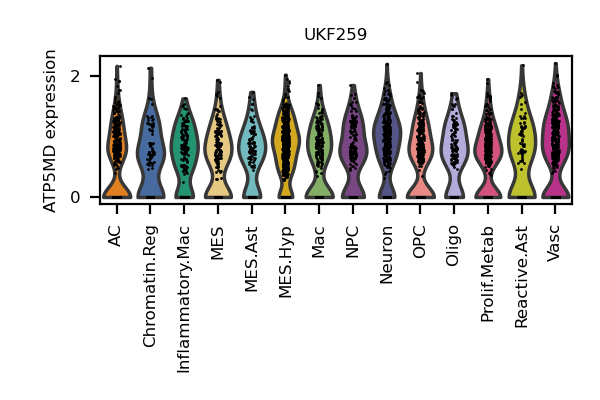 UKF259
ATP5MD expression
2
0
AC
Chromatin.Reg
Inflammatory.Mac
MES
MES.Ast
MES.Hyp
Mac
NPC
Neuron
OPC
Oligo
Prolif.Metab
Reactive.Ast
Vasc